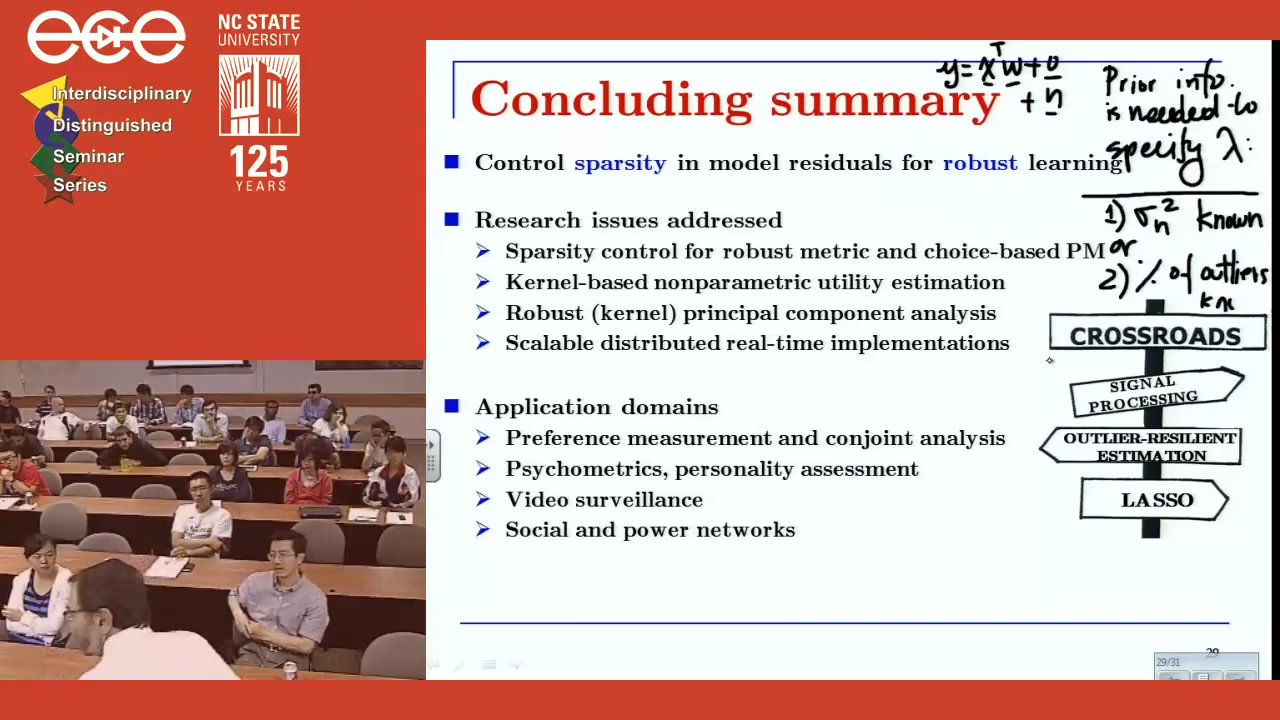 ece
NC STATE
UNIVERSITY
Interdisciplinary
Distinguished
Seminar
Series
125
YEARS
Concluding summary
y = x^T w + o
+ n
Prior info.
is needed to
specify λ:
1) σ_n^2 known
or
2) % of outliers
kn
Control sparsity in model residuals for robust learning
Research issues addressed
Sparsity control for robust metric and choice-based PM
Kernel-based nonparametric utility estimation
Robust (kernel) principal component analysis
Scalable distributed real-time implementations
Application domains
Preference measurement and conjoint analysis
Psychometrics, personality assessment
Video surveillance
Social and power networks
CROSSROADS
SIGNAL
PROCESSING
OUTLIER-RESILIENT
ESTIMATION
LASSO
29
29/31